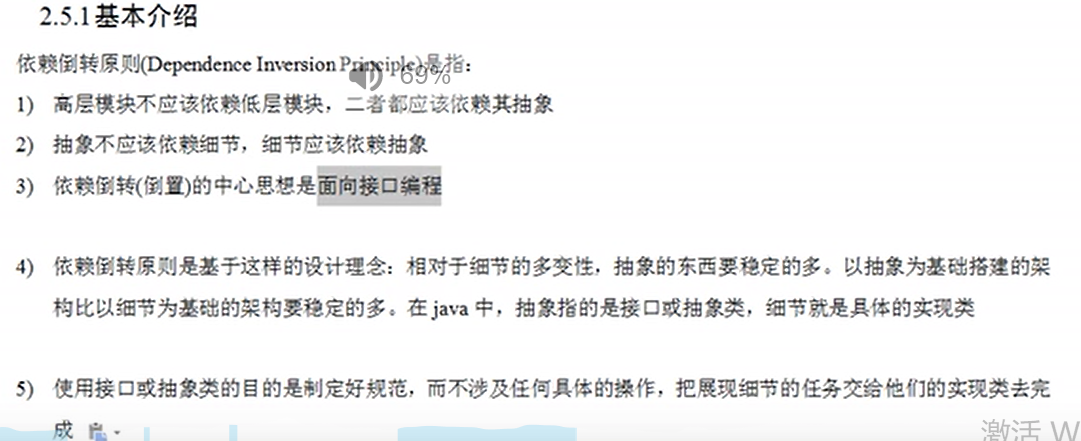 2.5.1基本介绍
依赖倒转原则(Dependence Inversion Principle)是指：
69%
1) 高层模块不应该依赖低层模块，二者都应该依赖其抽象
2) 抽象不应该依赖细节，细节应该依赖抽象
3) 依赖倒转(倒置)的中心思想是面向接口编程
4) 依赖倒转原则是基于这样的设计理念：相对于细节的多变性，抽象的东西要稳定的多。以抽象为基础搭建的架
构比以细节为基础的架构要稳定的多。在 java 中，抽象指的是接口或抽象类，细节就是具体的实现类
5) 使用接口或抽象类的目的是制定好规范，而不涉及任何具体的操作，把展现细节的任务交给他们的实现类去完
成
激活 W